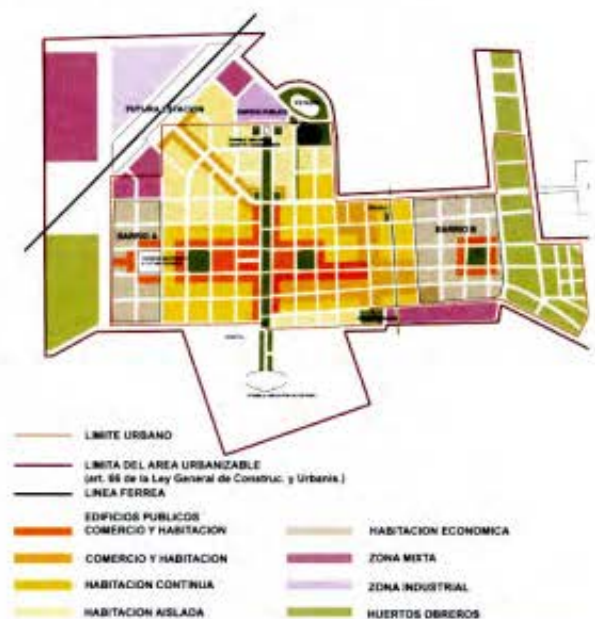 FUTURA ESTACION
BARRIO A
BARRIO B
LIMITE URBANO
LIMITA DEL AREA URBANIZABLE
(art. 66 de la Ley General de Construc. y Urbanis.)
LINEA FERREA
EDIFICIOS PUBLICOS
COMERCIO Y HABITACION
COMERCIO Y HABITACION
HABITACION CONTINUA
HABITACION AISLADA
HABITACION ECONOMICA
ZONA MIXTA
ZONA INDUSTRIAL
HUERTOS OBREROS